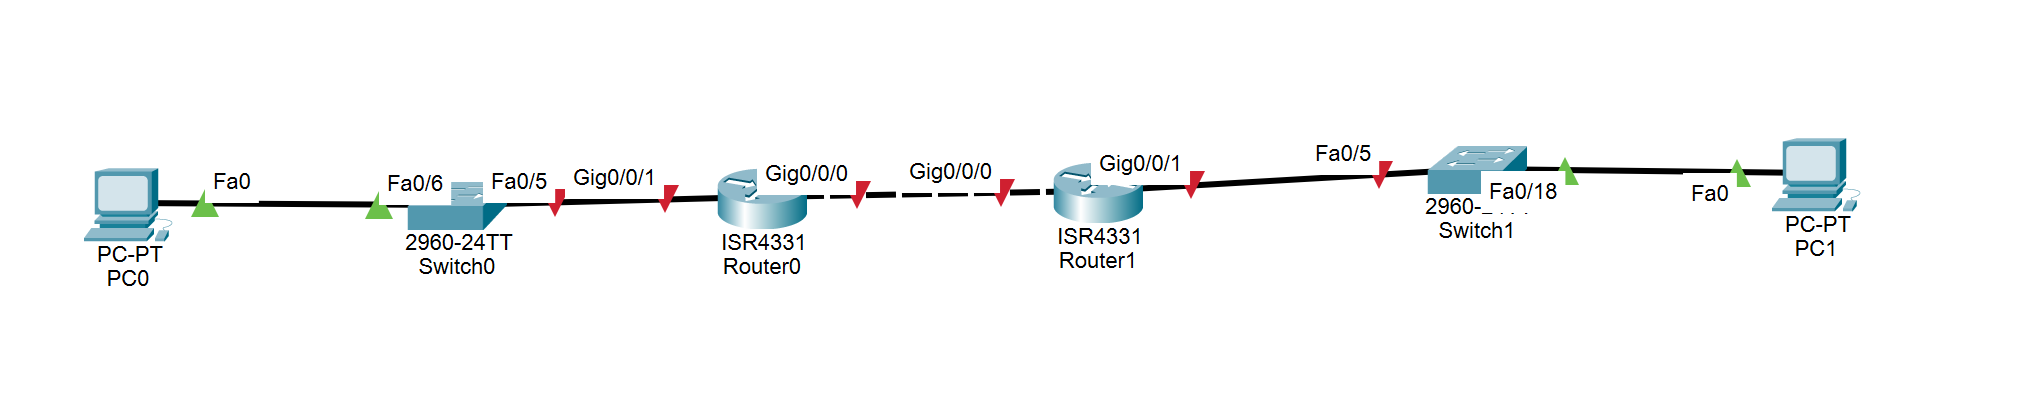 Fa0
PC-PT
PC0
Fa0/6
Fa0/5
2960-24TT
Switch0
Gig0/0/1
Gig0/0/0
ISR4331
Router0
Gig0/0/0
Gig0/0/1
ISR4331
Router1
Fa0/5
Fa0/18
2960-
Switch1
Fa0
PC-PT
PC1